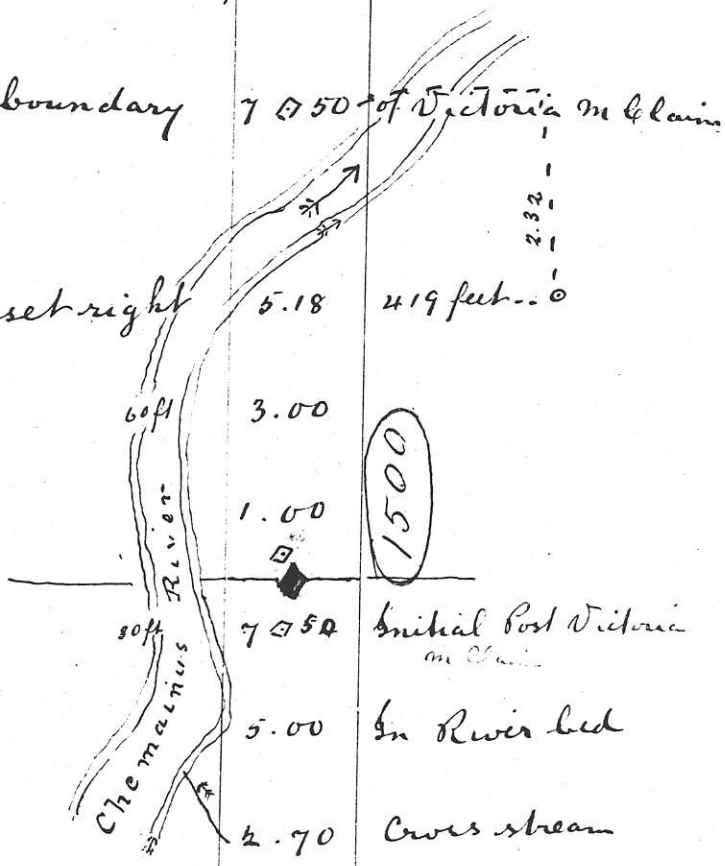 boundary 7 50 of Victoria M Claim
2.32
set right 5.18 419 feet
60ft 3.00
1500
1.00
80ft 7 50 Initial Post Victoria
M Claim
Chemainus River
5.00 In River bed
2.70 Cross stream